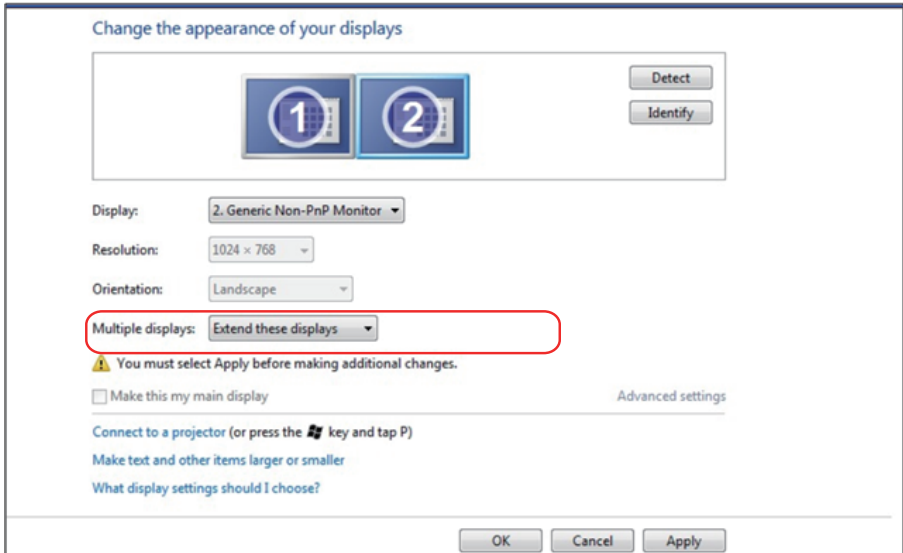 Change the appearance of your displays
1
2
Detect
Identify
Display: 2. Generic Non-PnP Monitor
Resolution: 1024 × 768
Orientation: Landscape
Multiple displays: Extend these displays
You must select Apply before making additional changes.
Make this my main display Advanced settings
Connect to a projector (or press the key and tap P)
Make text and other items larger or smaller
What display settings should I choose?
OK Cancel Apply